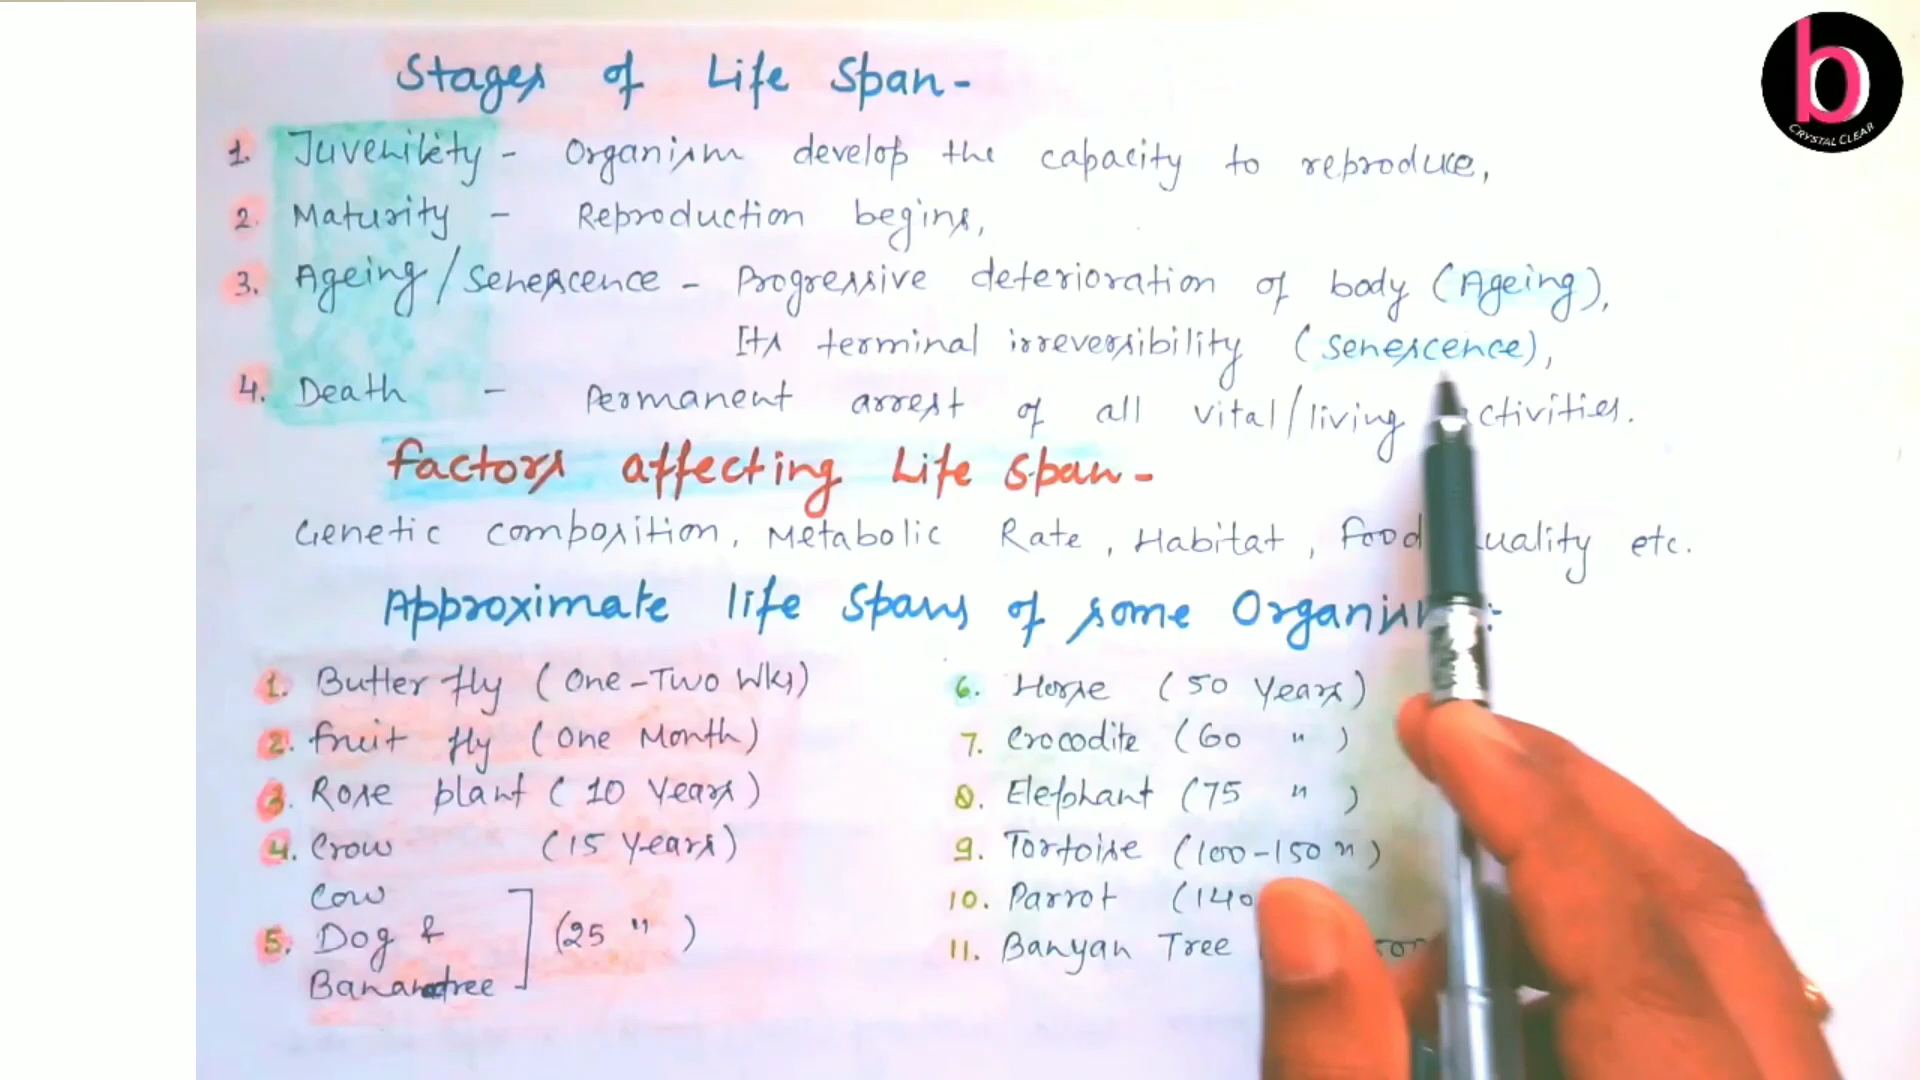 Stages of Life Span-
1. Juvenility - Organism develop the capacity to reproduce,
2. Maturity - Reproduction begins,
3. Ageing/Senescence - Progressive deterioration of body (Ageing),
Its terminal irreversibility (Senescence),
4. Death - Permanent arrest of all vital/living activities.
Factors affecting Life Span-
Genetic composition, Metabolic Rate, Habitat, Food quality etc.
Approximate life spans of some Organisms:-
1. Butter fly (One-Two Wks)
2. Fruit fly (One Month)
3. Rose plant (10 Years)
4. Crow (15 Years)
Cow
5. Dog & (25 " )
Banana tree
6. Horse (50 Years)
7. Crocodile (60 " )
8. Elephant (75 " )
9. Tortoise (100-150 ")
10. Parrot (140
11. Banyan Tree
b
CRYSTAL CLEAR